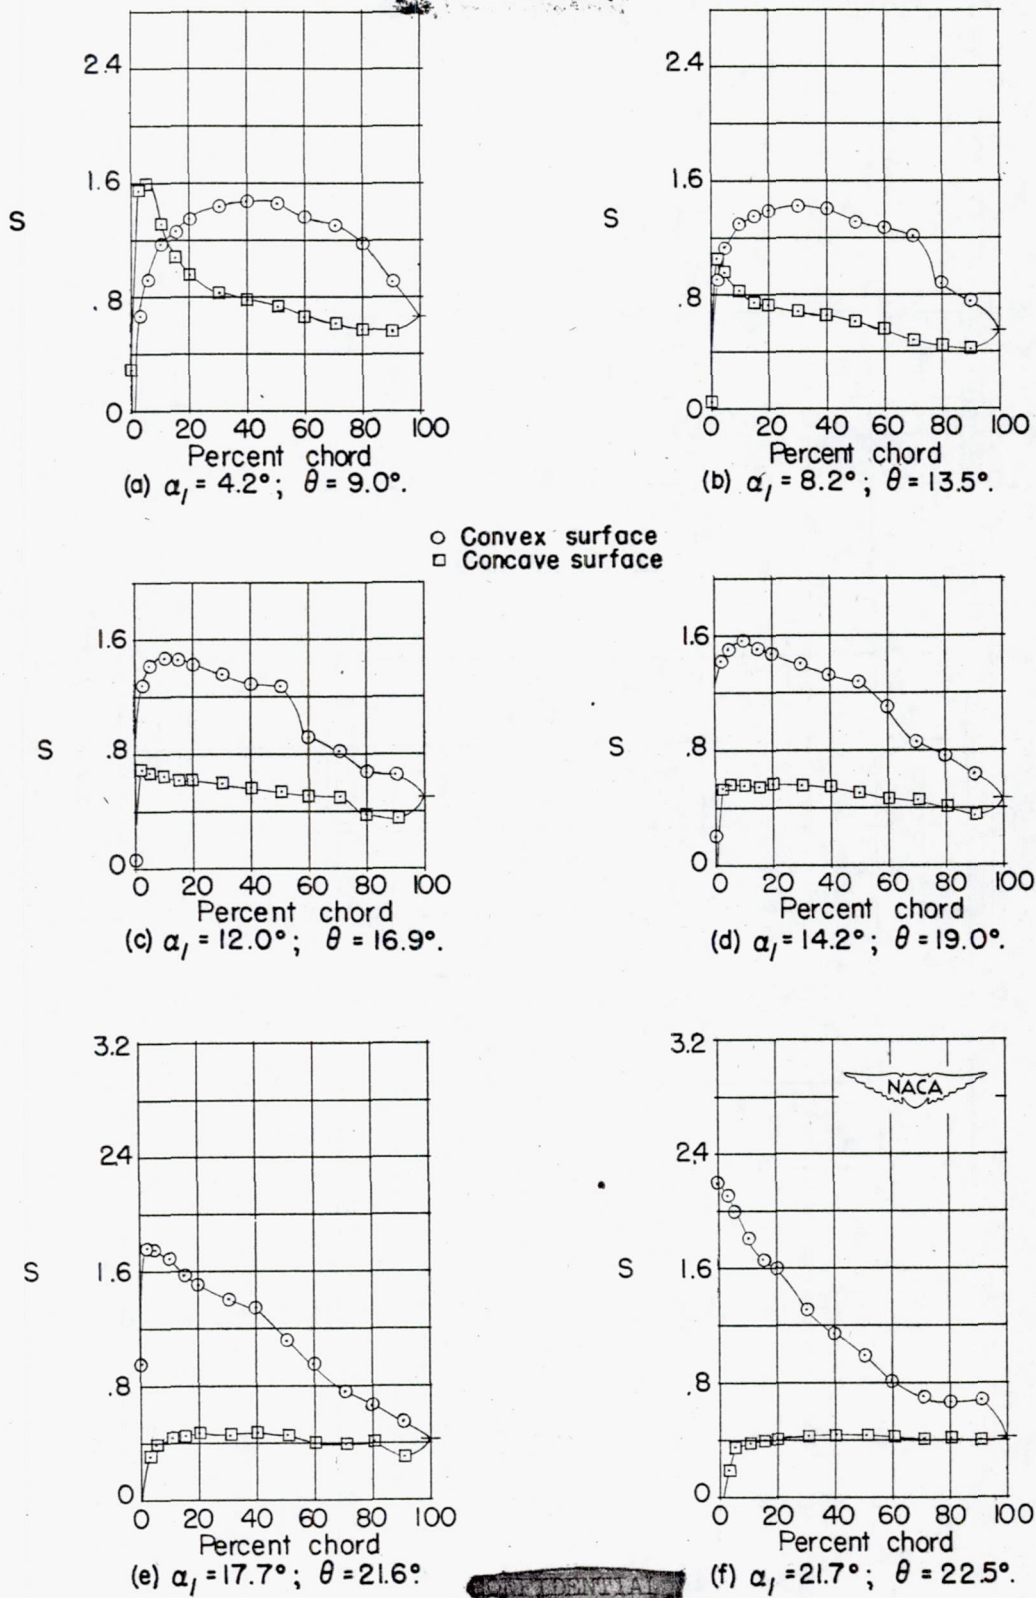 2.4
1.6
S
.8
0
0 20 40 60 80 100
Percent chord
(a) α₁ = 4.2°; θ = 9.0°.
2.4
1.6
S
.8
0
0 20 40 60 80 100
Percent chord
(b) α₁ = 8.2°; θ = 13.5°.
○ Convex surface
□ Concave surface
1.6
S
.8
0
0 20 40 60 80 100
Percent chord
(c) α₁ = 12.0°; θ = 16.9°.
1.6
S
.8
0
0 20 40 60 80 100
Percent chord
(d) α₁ = 14.2°; θ = 19.0°.
3.2
2.4
S
1.6
.8
0
0 20 40 60 80 100
Percent chord
(e) α₁ = 17.7°; θ = 21.6°.
3.2
NACA
2.4
S
1.6
.8
0
0 20 40 60 80 100
Percent chord
(f) α₁ = 21.7°; θ = 22.5°.
CONFIDENTIAL